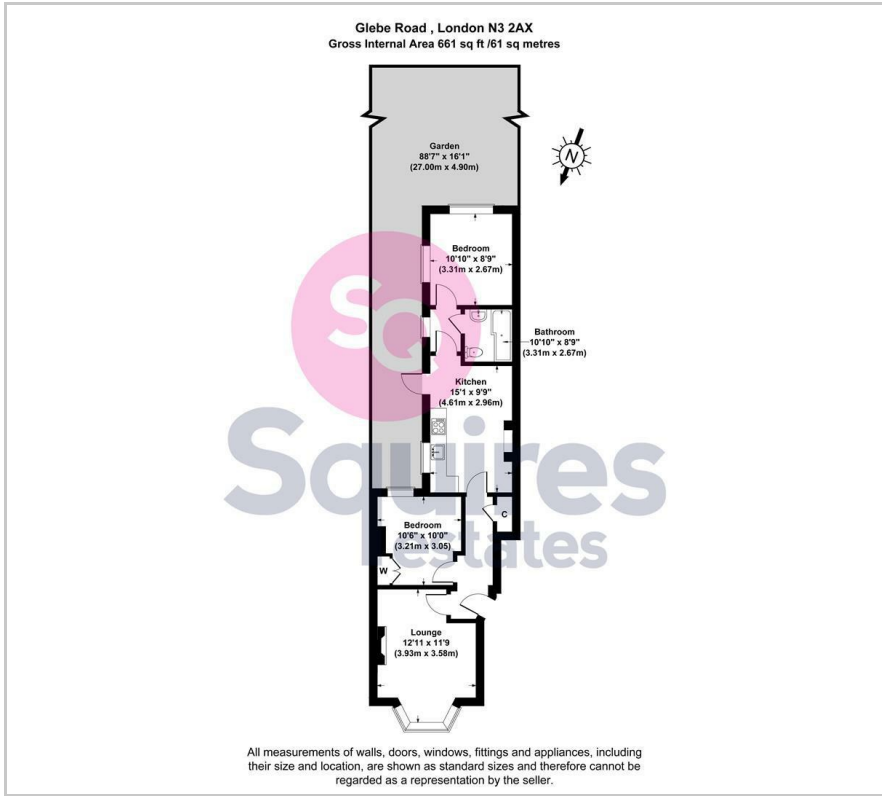 Glebe Road , London N3 2AX
Gross Internal Area 661 sq ft /61 sq metres
Garden
88'7" x 16'1"
(27.00m x 4.90m)
N
Bedroom
10'10" x 8'9"
(3.31m x 2.67m)
SQ
Bathroom
10'10" x 8'9"
(3.31m x 2.67m)
Kitchen
15'1 x 9'9"
(4.61m x 2.96m)
Squires
estates
C
Bedroom
10'6" x 10'0"
(3.21m x 3.05)
W
Lounge
12'11 x 11'9
(3.93m x 3.58m)
All measurements of walls, doors, windows, fittings and appliances, including
their size and location, are shown as standard sizes and therefore cannot be
regarded as a representation by the seller.